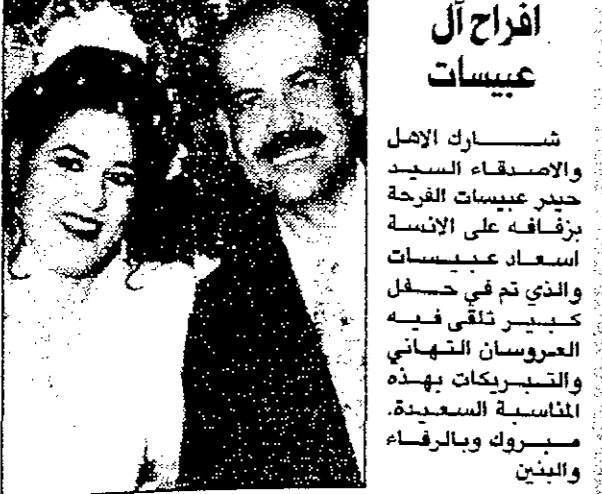 افراح آل
عبيسات
شارك الاهل
والاصدقاء السيد
حيدر عبيسات الفرحة
بزفافه على الانسة
اسعاد عبيسات
والذي تم في حفل
كبير تلقى فيه
العروسان التهاني
والتبريكات بهذه
المناسبة السعيدة.
مبروك وبالرفاء
والبنين